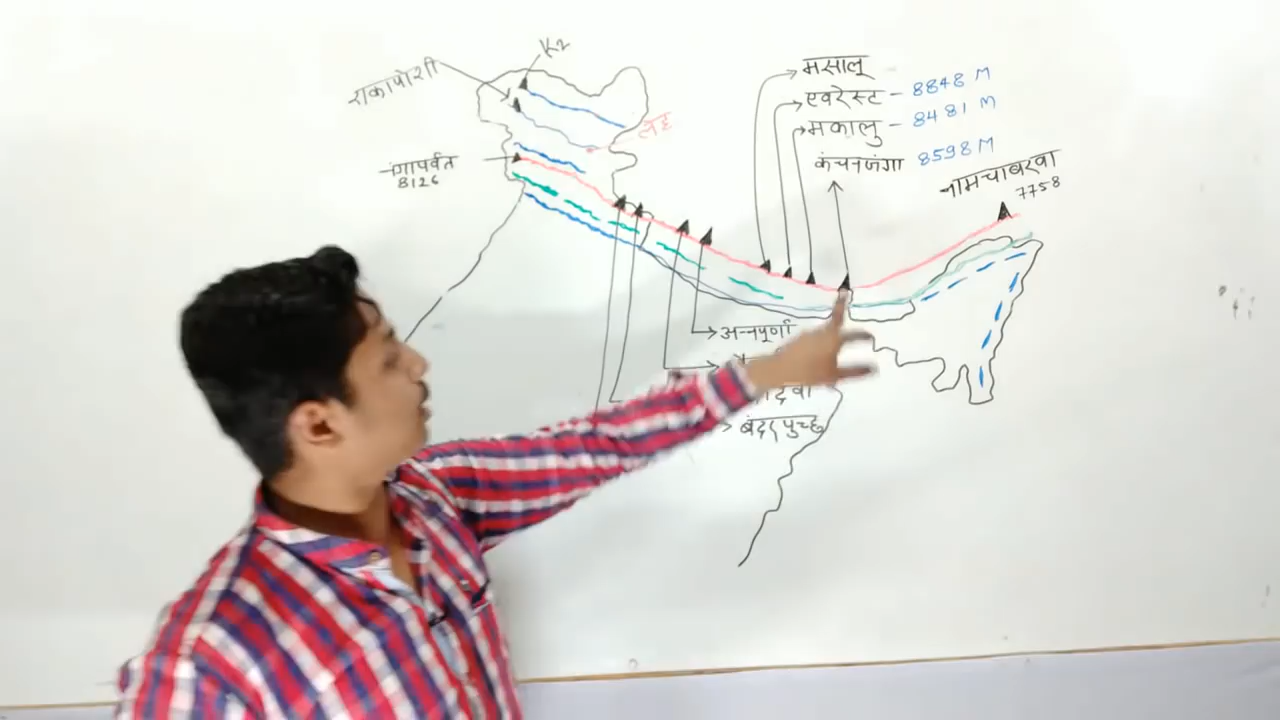 K2
राकापोशी
लेह
नंगापर्वत
8126
मसालू
एवरेस्ट - 8848 M
मकालु - 8481 M
कंचनजंगा 8598 M
नामचाबरवा
7758
अन्नपूर्णा
बंदरपुच्छ